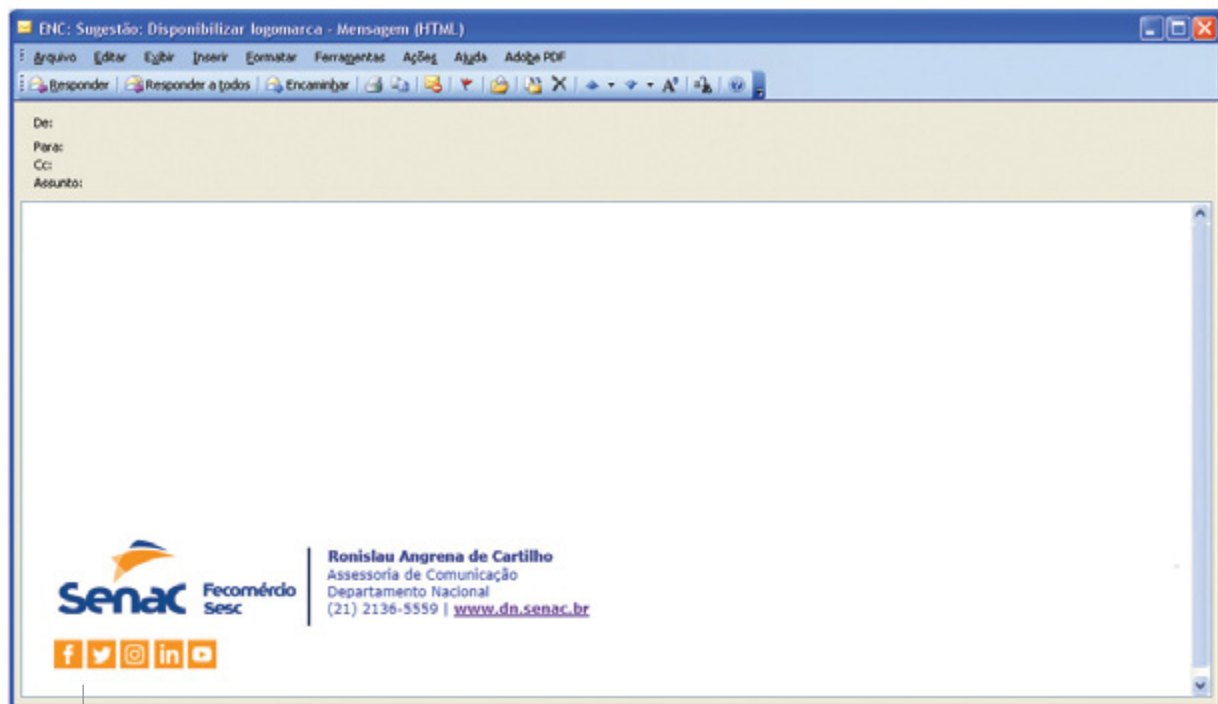 ENC: Sugestão: Disponibilizar logomarca - Mensagem (HTML)
Arquivo Editar Exibir Inserir Formatar Ferramentas Ações Ajuda Adobe PDF
Responder Responder a todos Encaminhar
De:
Para:
Cc:
Assunto:
Senac Fecomércio
Sesc
Ronislau Angrena de Cartilho
Assessoria de Comunicação
Departamento Nacional
(21) 2136-5559 | www.dn.senac.br